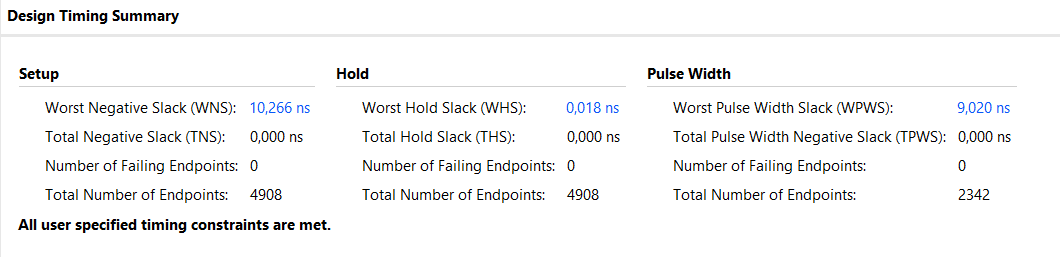 Design Timing Summary
Setup Hold Pulse Width
Worst Negative Slack (WNS): 10,266 ns Worst Hold Slack (WHS): 0,018 ns Worst Pulse Width Slack (WPWS): 9,020 ns
Total Negative Slack (TNS): 0,000 ns Total Hold Slack (THS): 0,000 ns Total Pulse Width Negative Slack (TPWS): 0,000 ns
Number of Failing Endpoints: 0 Number of Failing Endpoints: 0 Number of Failing Endpoints: 0
Total Number of Endpoints: 4908 Total Number of Endpoints: 4908 Total Number of Endpoints: 2342
All user specified timing constraints are met.